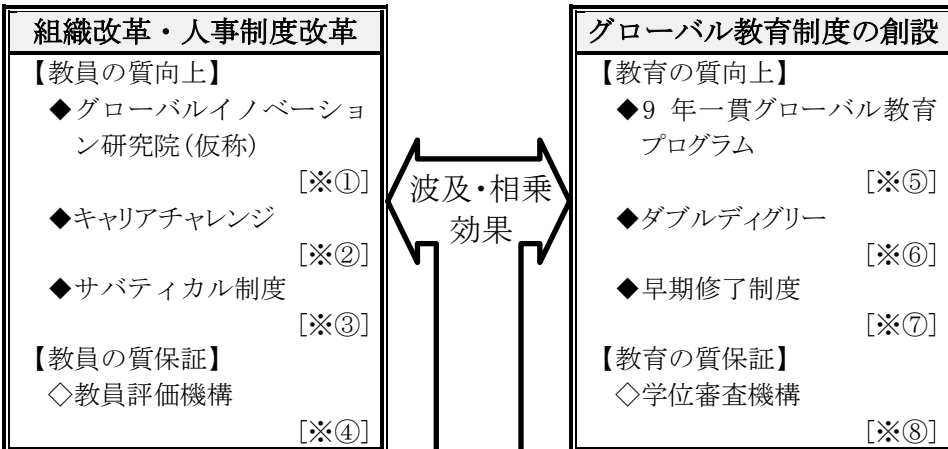 組織改革・人事制度改革
【教員の質向上】
◆グローバルイノベーショ
ン研究院(仮称)
[※①]
◆キャリアチャレンジ
[※②]
◆サバティカル制度
[※③]
【教員の質保証】
◇教員評価機構
[※④]
波及・相乗
効果
グローバル教育制度の創設
【教育の質向上】
◆9 年一貫グローバル教育
プログラム
[※⑤]
◆ダブルディグリー
[※⑥]
◆早期修了制度
[※⑦]
【教育の質保証】
◇学位審査機構
[※⑧]